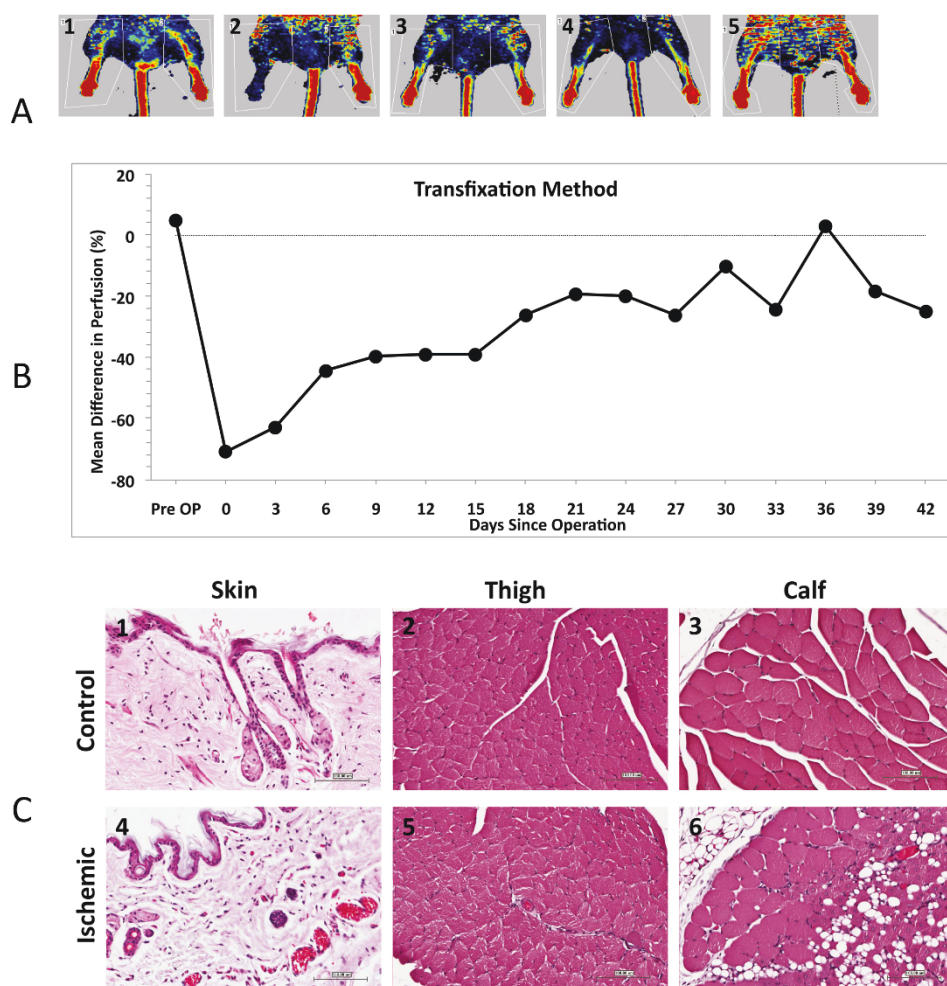 A
1 2 3 4 5
B
Transfixation Method
Mean Difference in Perfusion (%)
20
0
-20
-40
-60
-80
Pre OP 0 3 6 9 12 15 18 21 24 27 30 33 36 39 42
Days Since Operation
C
Skin Thigh Calf
Control
1 2 3
Ischemic
4 5 6